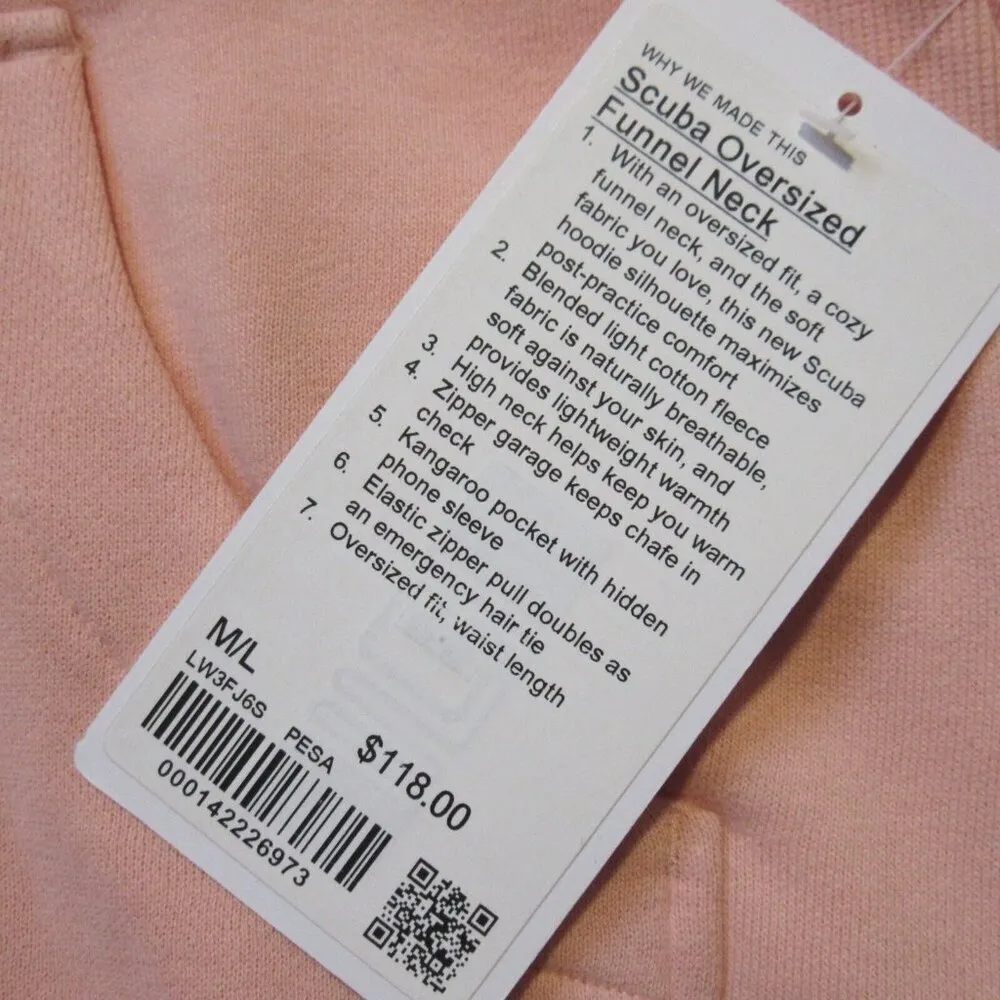 WHY WE MADE THIS
Scuba Oversized
Funnel Neck
1. With an oversized fit, a cozy
funnel neck, and the soft
fabric you love, this new Scuba
hoodie silhouette maximizes
post-practice comfort
2. Blended light cotton fleece
fabric is naturally breathable,
soft against your skin, and
provides lightweight warmth
3. High neck helps keep you warm
4. Zipper garage keeps chafe in
check
5. Kangaroo pocket with hidden
phone sleeve
6. Elastic zipper pull doubles as
an emergency hair tie
7. Oversized fit, waist length
M/L
LW3FJ6S PESA $118.00
000142226973